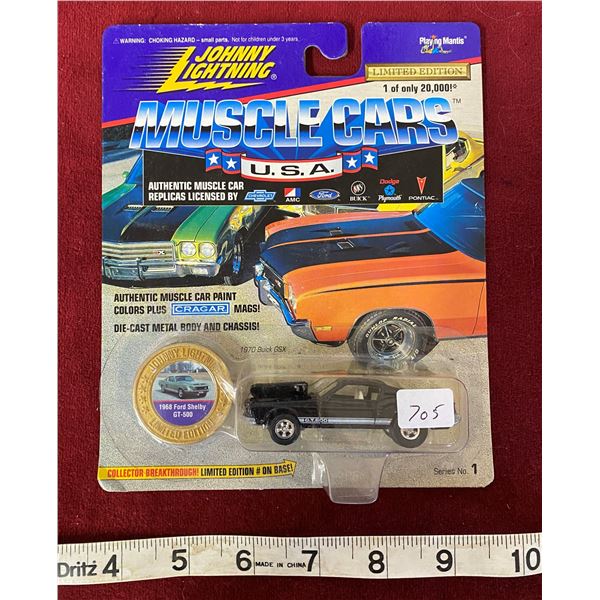 ⚠ WARNING: CHOKING HAZARD – small parts. Not for children under 3 years.
JOHNNY
LIGHTNING®
Playing Mantis
LIMITED EDITION
1 of only 20,000!
MUSCLE CARS™
U.S.A.
AUTHENTIC MUSCLE CAR
REPLICAS LICENSED BY
CHEVROLET
AMC
Ford
BUICK
Dodge
Plymouth
PONTIAC
AUTHENTIC MUSCLE CAR PAINT
COLORS PLUS CRAGAR MAGS!
DIE-CAST METAL BODY AND CHASSIS!
1970 Buick GSX
JOHNNY LIGHTNING
1968 Ford Shelby
GT-500
LIMITED EDITION
705
COLLECTOR BREAKTHROUGH! LIMITED EDITION # ON BASE!
Series No. 1
Dritz 4 5 6 7 8 9 10
MADE IN CHINA